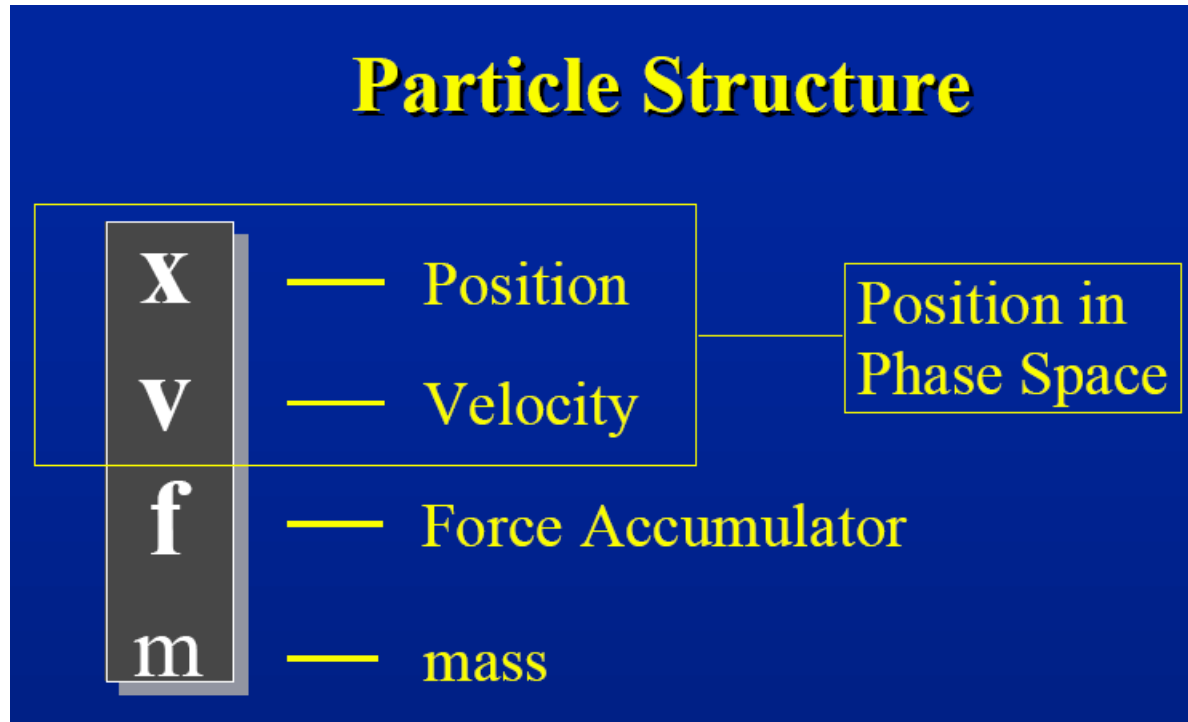 Particle Structure
x Position
v Velocity
Position in
Phase Space
f Force Accumulator
m mass